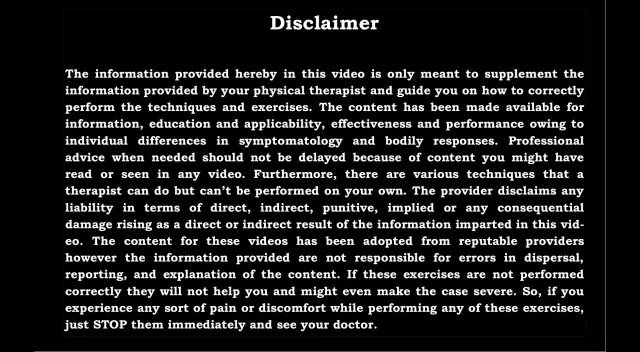 Disclaimer
The information provided hereby in this video is only meant to supplement the
information provided by your physical therapist and guide you on how to correctly
perform the techniques and exercises. The content has been made available for
information, education and applicability, effectiveness and performance owing to
individual differences in symptomatology and bodily responses. Professional
advice when needed should not be delayed because of content you might have
read or seen in any video. Furthermore, there are various techniques that a
therapist can do but can't be performed on your own. The provider disclaims any
liability in terms of direct, indirect, punitive, implied or any consequential
damage rising as a direct or indirect result of the information imparted in this vid-
eo. The content for these videos has been adopted from reputable providers
however the information provided are not responsible for errors in dispersal,
reporting, and explanation of the content. If these exercises are not performed
correctly they will not help you and might even make the case severe. So, if you
experience any sort of pain or discomfort while performing any of these exercises,
just STOP them immediately and see your doctor.